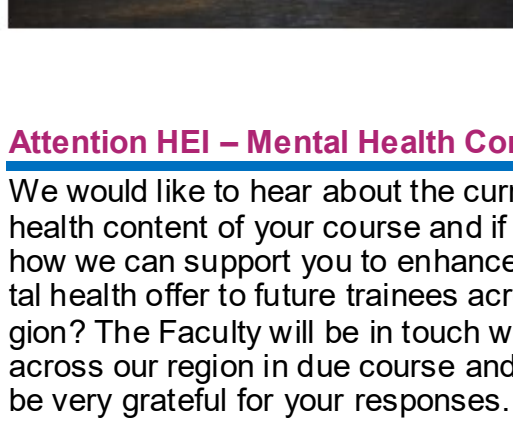 Attention HEI – Mental Health Con
We would like to hear about the curr
health content of your course and if
how we can support you to enhance
tal health offer to future trainees acr
gion? The Faculty will be in touch w
across our region in due course and
be very grateful for your responses.